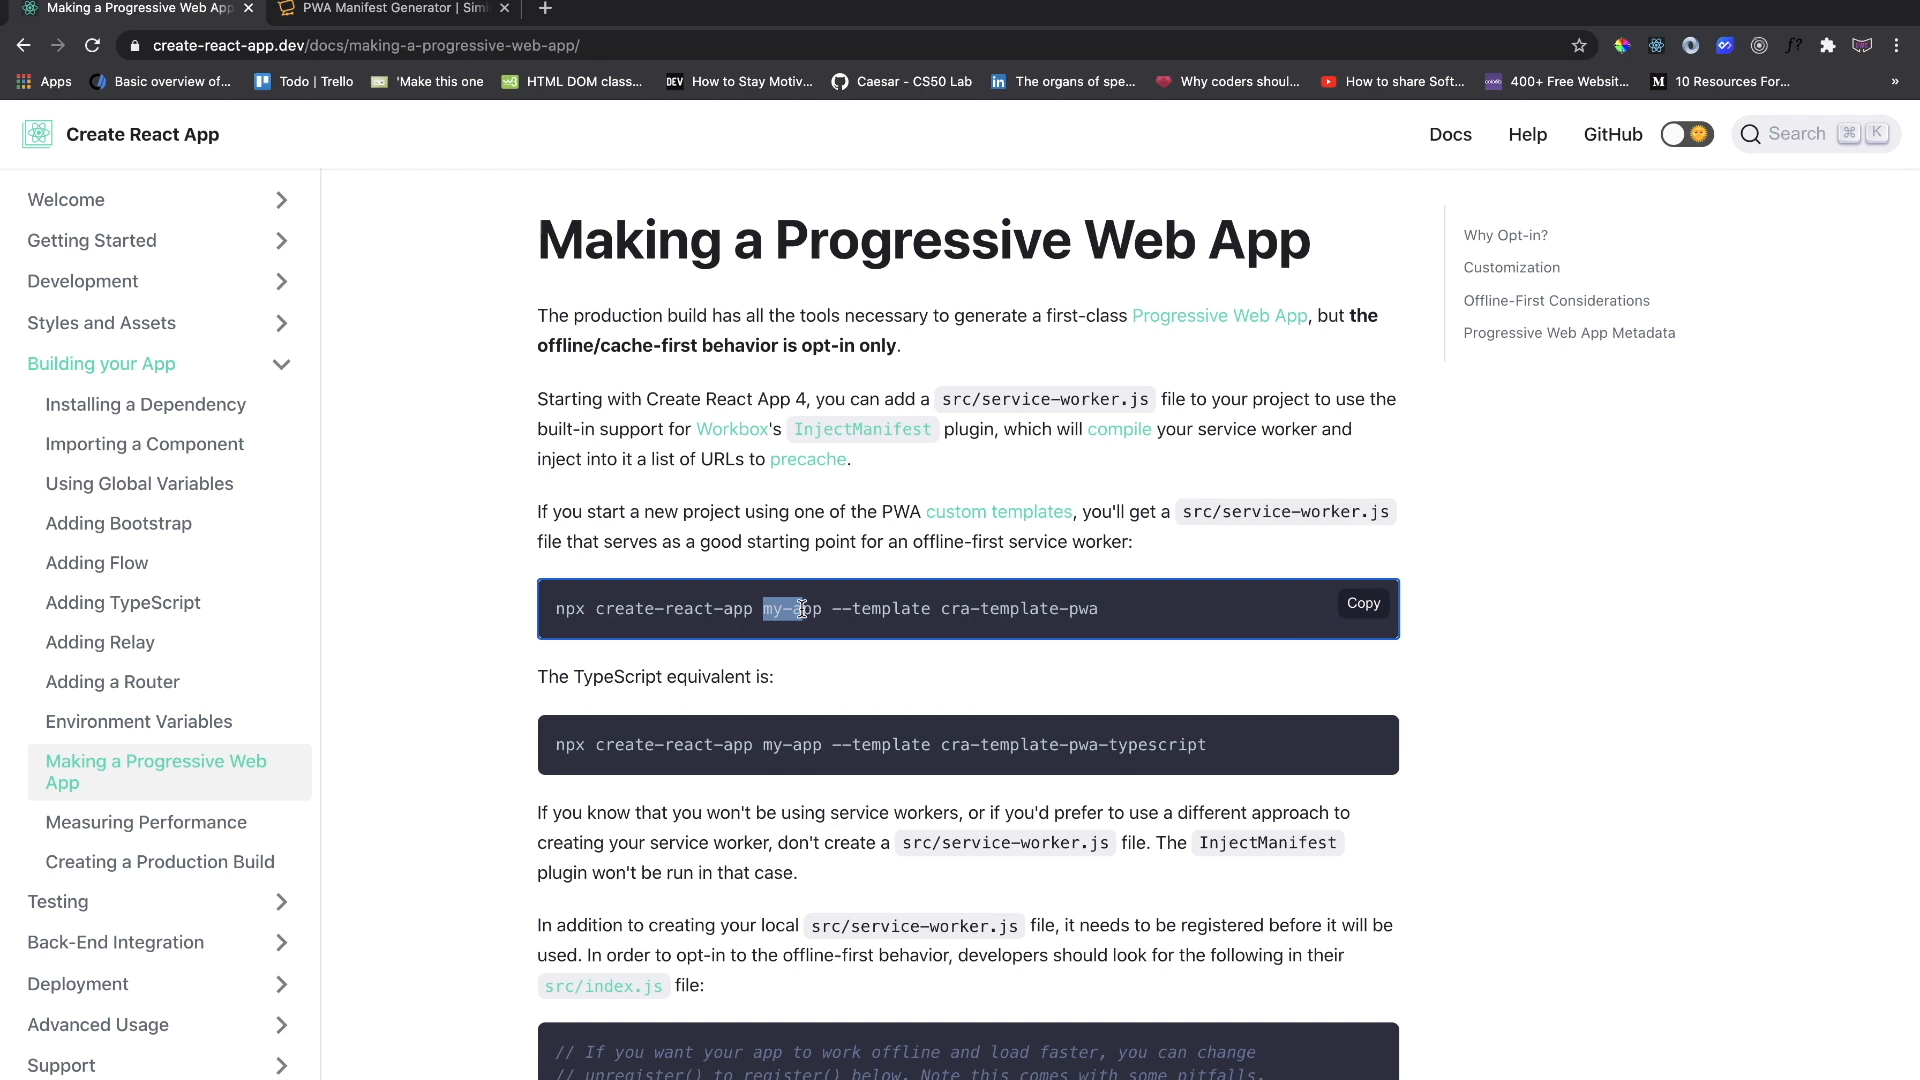 Making a Progressive Web App
PWA Manifest Generator | Simi
create-react-app.dev/docs/making-a-progressive-web-app/
f?
Apps
Basic overview of...
Todo | Trello
'Make this one
HTML DOM class...
DEV How to Stay Motiv...
Caesar - CS50 Lab
in The organs of spe...
Why coders shoul...
How to share Soft...
400+ Free Websit...
M 10 Resources For...
»
Create React App
Docs
Help
GitHub
Search ⌘ K
Welcome
Getting Started
Development
Styles and Assets
Building your App
Installing a Dependency
Importing a Component
Using Global Variables
Adding Bootstrap
Adding Flow
Adding TypeScript
Adding Relay
Adding a Router
Environment Variables
Making a Progressive Web
App
Measuring Performance
Creating a Production Build
Testing
Back-End Integration
Deployment
Advanced Usage
Support
Making a Progressive Web App
The production build has all the tools necessary to generate a first-class Progressive Web App, but the
offline/cache-first behavior is opt-in only.
Starting with Create React App 4, you can add a src/service-worker.js file to your project to use the
built-in support for Workbox's InjectManifest plugin, which will compile your service worker and
inject into it a list of URLs to precache.
If you start a new project using one of the PWA custom templates, you'll get a src/service-worker.js
file that serves as a good starting point for an offline-first service worker:
npx create-react-app my-app --template cra-template-pwa
Copy
The TypeScript equivalent is:
npx create-react-app my-app --template cra-template-pwa-typescript
If you know that you won't be using service workers, or if you'd prefer to use a different approach to
creating your service worker, don't create a src/service-worker.js file. The InjectManifest
plugin won't be run in that case.
In addition to creating your local src/service-worker.js file, it needs to be registered before it will be
used. In order to opt-in to the offline-first behavior, developers should look for the following in their
src/index.js file:
// If you want your app to work offline and load faster, you can change
// unregister() to register() below. Note this comes with some pitfalls.
Why Opt-in?
Customization
Offline-First Considerations
Progressive Web App Metadata